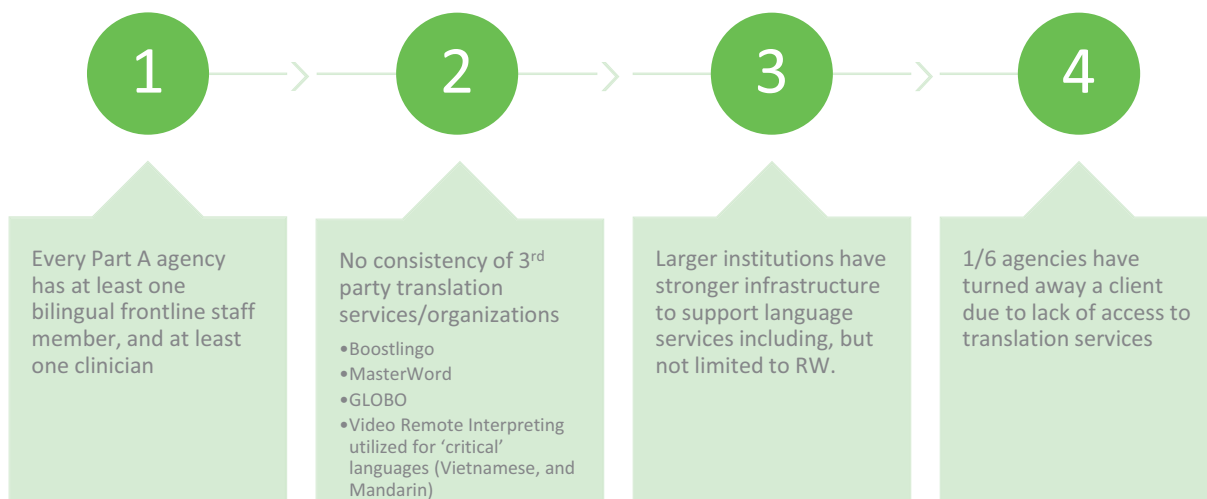 1
2
3
4
Every Part A agency
has at least one
bilingual frontline staff
member, and at least
one clinician
No consistency of 3rd
party translation
services/organizations
•Boostlingo
•MasterWord
•GLOBO
•Video Remote Interpreting
utilized for ‘critical’
languages (Vietnamese, and
Mandarin)
Larger institutions have
stronger infrastructure
to support language
services including, but
not limited to RW.
1/6 agencies have
turned away a client
due to lack of access to
translation services